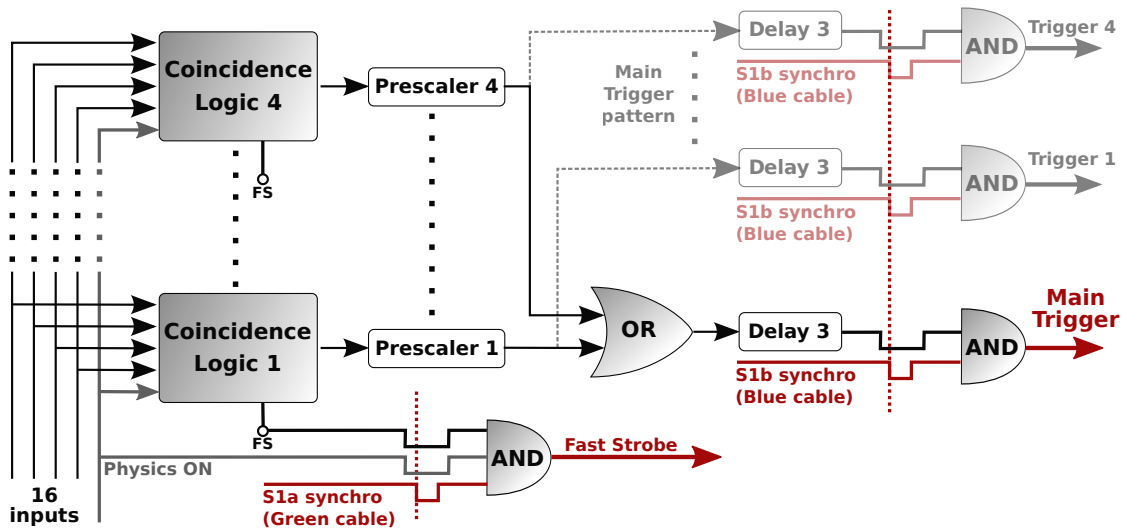 Coincidence
Logic 4
FS
Prescaler 4
Main
Trigger
pattern
Delay 3
S1b synchro
(Blue cable)
AND
Trigger 4
Delay 3
S1b synchro
(Blue cable)
AND
Trigger 1
Coincidence
Logic 1
FS
Prescaler 1
OR
Delay 3
S1b synchro
(Blue cable)
AND
Main
Trigger
Physics ON
S1a synchro
(Green cable)
AND
Fast Strobe
16
inputs